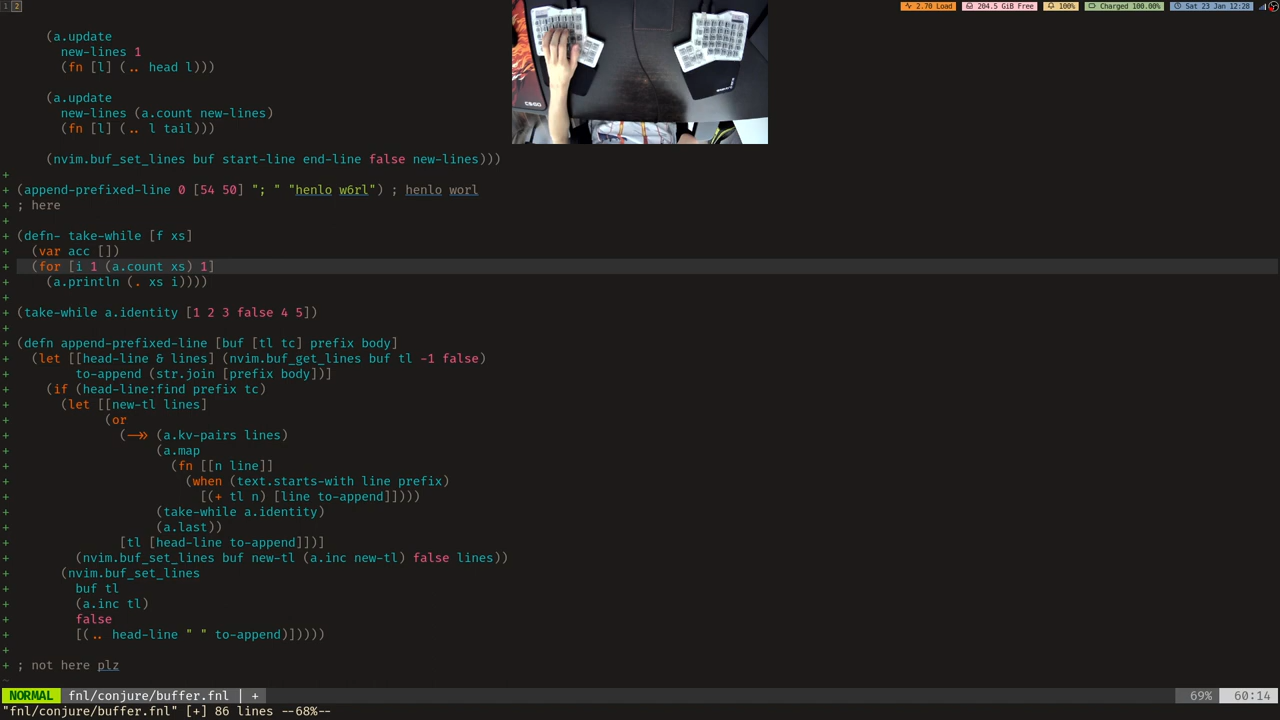 1 2
2.70 Load 204.5 GiB Free 100% Charged 100.00% Sat 23 Jan 12:28
(a.update
new-lines 1
(fn [l] (.. head l)))
(a.update
new-lines (a.count new-lines)
(fn [l] (.. l tail)))
(nvim.buf_set_lines buf start-line end-line false new-lines)))
+
+ (append-prefixed-line 0 [54 50] "; " "henlo w6rl") ; henlo worl
+ ; here
+
+ (defn- take-while [f xs]
+ (var acc [])
+ (for [i 1 (a.count xs) 1]
+ (a.println (. xs i))))
+
+ (take-while a.identity [1 2 3 false 4 5])
+
+ (defn append-prefixed-line [buf [tl tc] prefix body]
+ (let [[head-line & lines] (nvim.buf_get_lines buf tl -1 false)
+ to-append (str.join [prefix body])]
+ (if (head-line:find prefix tc)
+ (let [[new-tl lines]
+ (or
+ (->> (a.kv-pairs lines)
+ (a.map
+ (fn [[n line]]
+ (when (text.starts-with line prefix)
+ [(+ tl n) [line to-append]])))
+ (take-while a.identity)
+ (a.last))
+ [tl [head-line to-append]])]
+ (nvim.buf_set_lines buf new-tl (a.inc new-tl) false lines))
+ (nvim.buf_set_lines
+ buf tl
+ (a.inc tl)
+ false
+ [(.. head-line " " to-append)]))))
+
+ ; not here plz
~
NORMAL fnl/conjure/buffer.fnl | + 69% 60:14
"fnl/conjure/buffer.fnl" [+] 86 lines --68%--